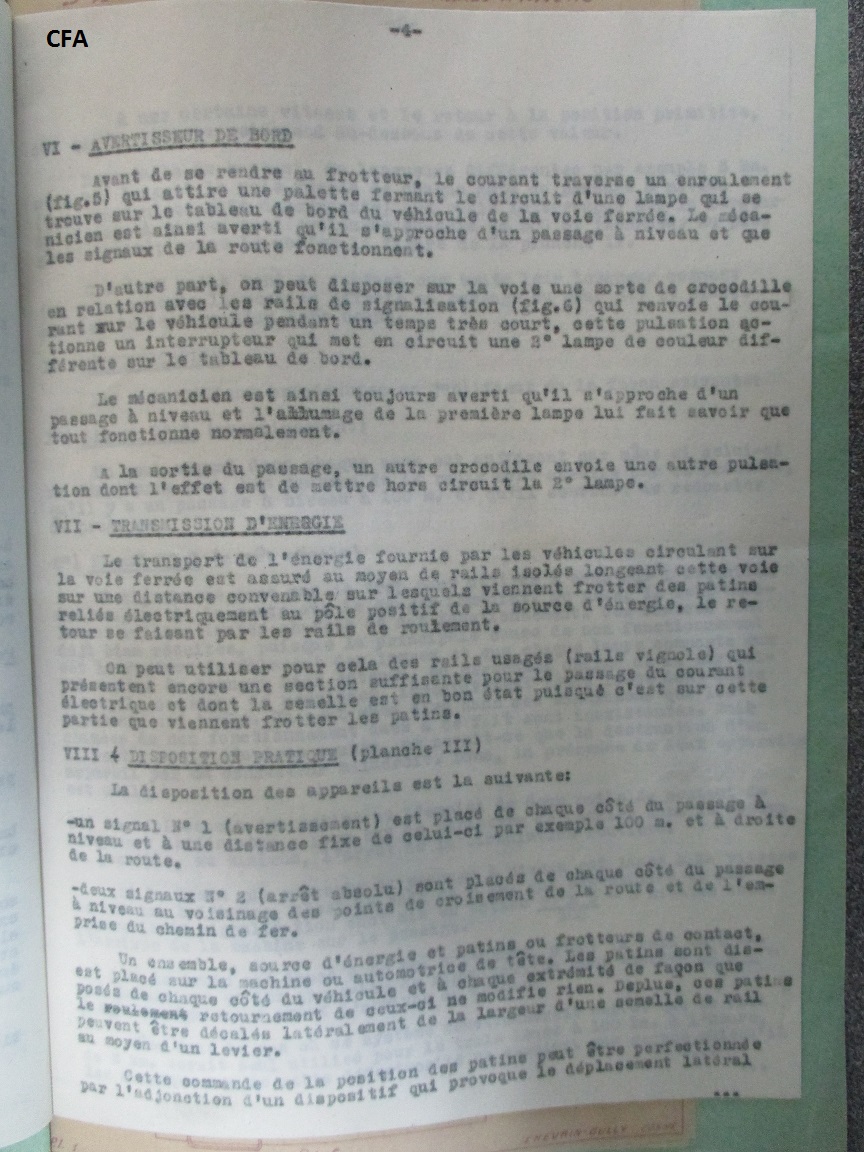 CFA
-4-
VI - AVERTISSEUR DE BORD
Avant de se rendre au frotteur, le courant traverse un enroulement
(fig.5) qui attire une palette fermant le circuit d'une lampe qui se
trouve sur le tableau de bord du véhicule de la voie ferrée. Le méca-
nicien est ainsi averti qu'il s'approche d'un passage à niveau et que
les signaux de la route fonctionnent.
D'autre part, on peut disposer sur la voie une sorte de crocodille
en relation avec les rails de signalisation (fig.6) qui renvoie le cou-
rant sur le véhicule pendant un temps très court, cette pulsation ac-
tionne un interrupteur qui met en circuit une 2° lampe de couleur dif-
férente sur le tableau de bord.
Le mécanicien est ainsi toujours averti qu'il s'approche d'un
passage à niveau et l'allumage de la première lampe lui fait savoir que
tout fonctionne normalement.
A la sortie du passage, un autre crocodile envoie une autre pulsa-
tion dont l'effet est de mettre hors circuit la 2° lampe.
VII - TRANSMISSION D'ENERGIE
Le transport de l'énergie fournie par les véhicules circulant sur
la voie ferrée est assuré au moyen de rails isolés longeant cette voie
sur une distance convenable sur lesquels viennent frotter des patins
reliés électriquement au pôle positif de la source d'énergie, le re-
tour se faisant par les rails de roulement.
On peut utiliser pour cela des rails usagés (rails vignole) qui
présentent encore une section suffisante pour le passage du courant
électrique et dont la semelle est en bon état puisque c'est sur cette
partie que viennent frotter les patins.
VIII - DISPOSITION PRATIQUE (planche III)
La disposition des appareils est la suivante:
-un signal N° 1 (avertissement) est placé de chaque côté du passage à
niveau et à une distance fixe de celui-ci par exemple 100 m. et à droite
de la route.
-deux signaux N° 2 (arrêt absolu) sont placés de chaque côté du passage
à niveau au voisinage des points de croisement de la route et de l'em-
prise du chemin de fer.
Un ensemble, source d'énergie et patins ou frotteurs de contact,
est placé sur la machine ou automotrice de tête. Les patins sont dis-
posés de chaque côté du véhicule et à chaque extrémité de façon que
le roulement retournement de ceux-ci ne modifie rien. Deplus, ces patins
peuvent être décalés latéralement de la largeur d'une semelle de rail
au moyen d'un levier.
Cette commande de la position des patins peut être perfectionnée
par l'adjonction d'un dispositif qui provoque le déplacement latéral
...